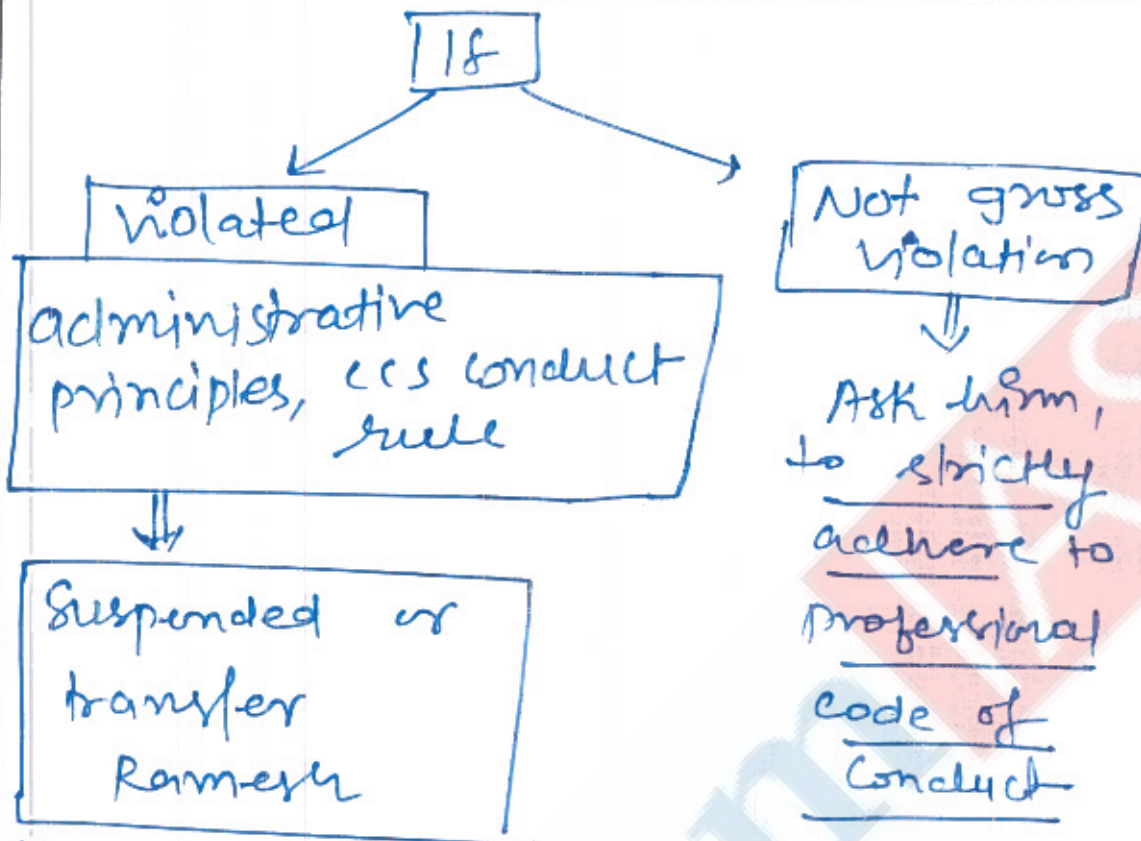 If
violated
administrative
principles, ccs conduct
rule
Suspended or
transfer
Ramesh
Not gross
violation
Ask him,
to strictly
adhere to
professional
code of
conduct